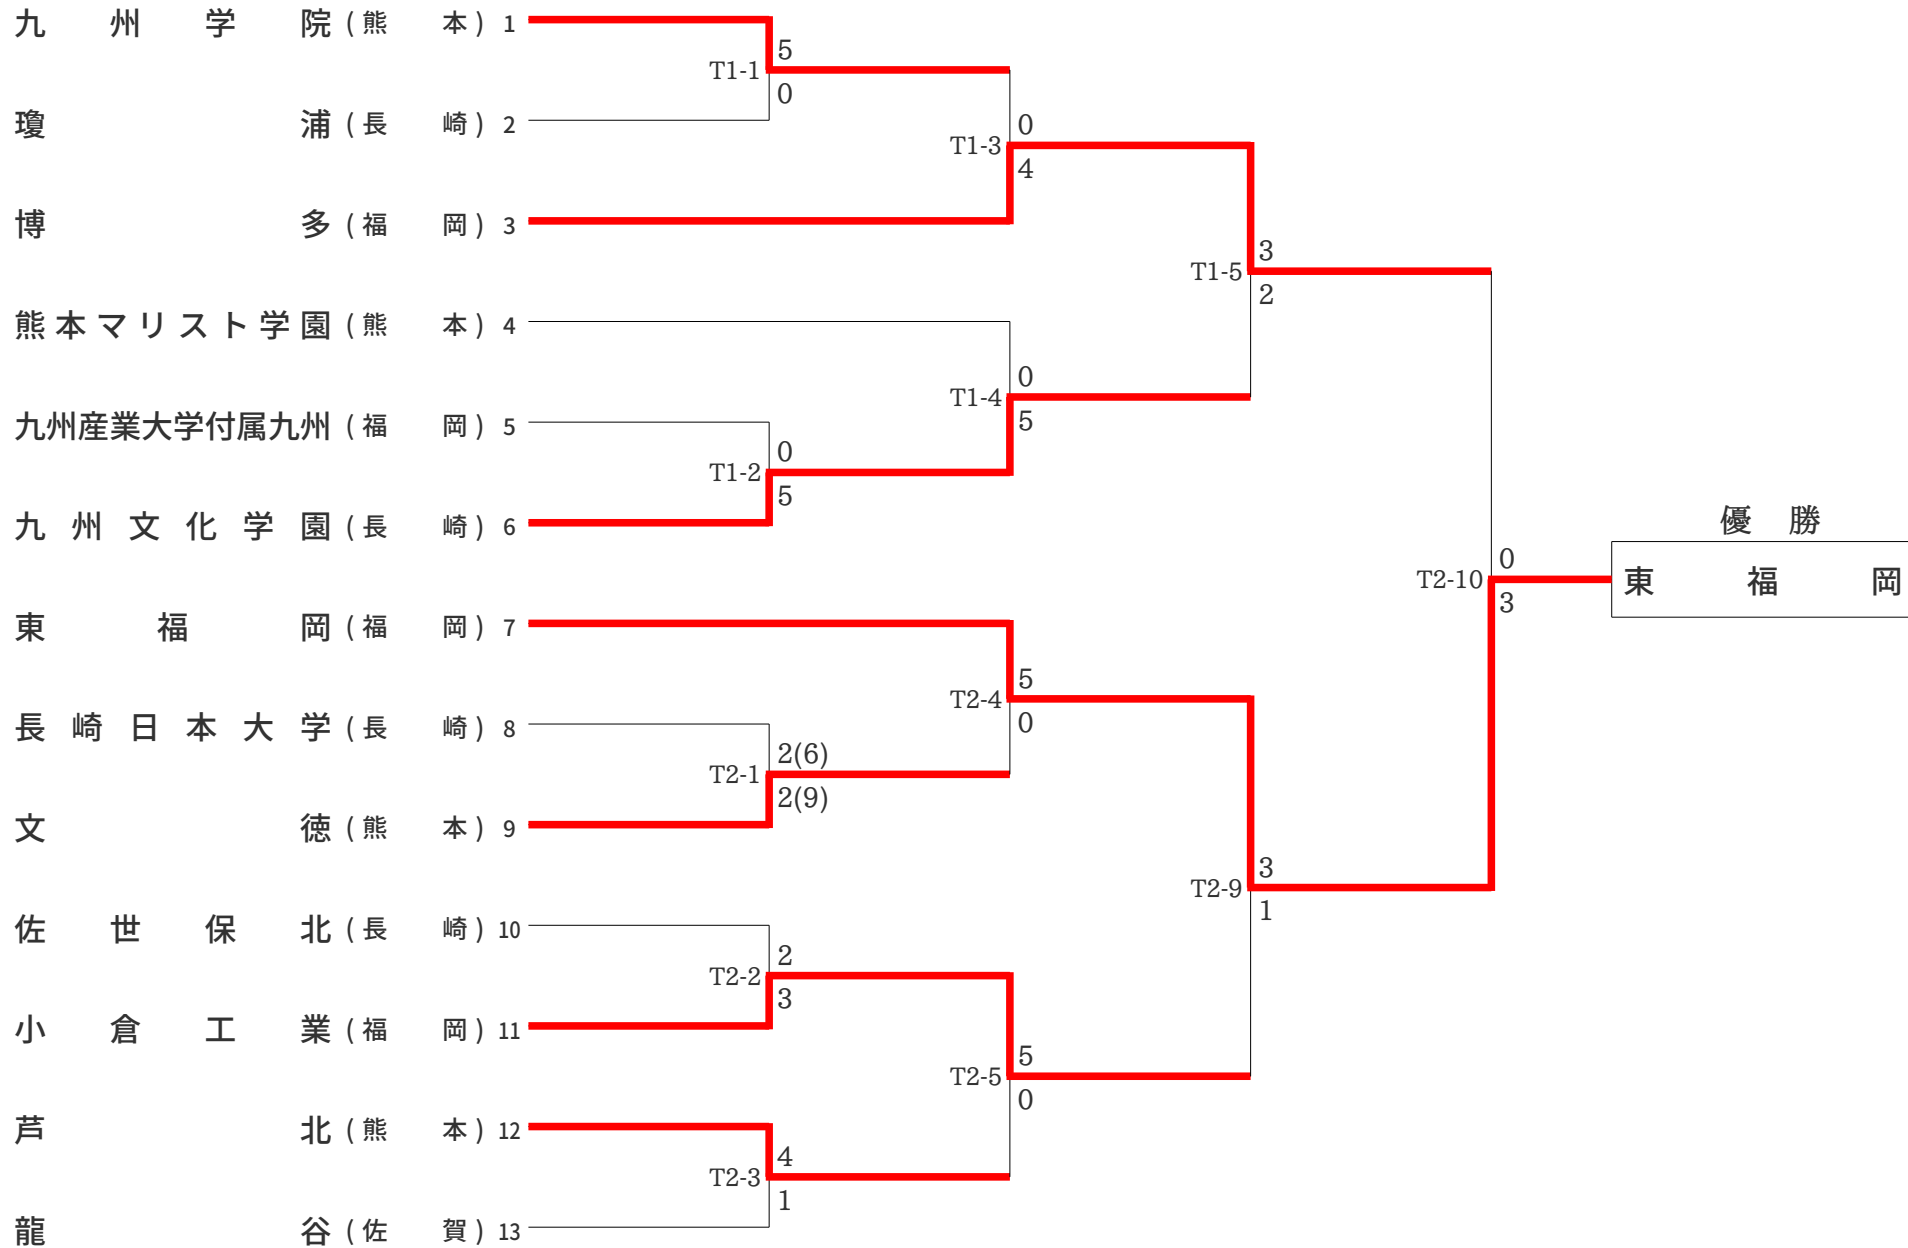 九州学院(熊本) 1
5
T1-1
0
瓊浦(長崎) 2
0
T1-3
4
博多(福岡) 3
3
T1-5
2
熊本マリスト学園(熊本) 4
0
T1-4
5
九州産業大学付属九州(福岡) 5
0
T1-2
5
九州文化学園(長崎) 6
優勝
0
T2-10
東福岡
3
東福岡(福岡) 7
5
T2-4
0
長崎日本大学(長崎) 8
2(6)
T2-1
2(9)
文徳(熊本) 9
3
T2-9
1
佐世保北(長崎) 10
2
T2-2
3
小倉工業(福岡) 11
5
T2-5
0
芦北(熊本) 12
4
T2-3
1
龍谷(佐賀) 13